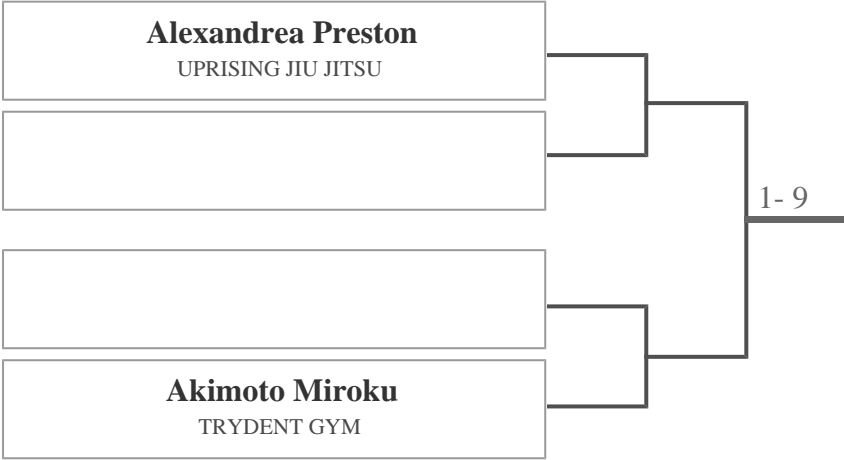 Alexandrea Preston
UPRISING JIU JITSU
1- 9
Akimoto Miroku
TRYDENT GYM